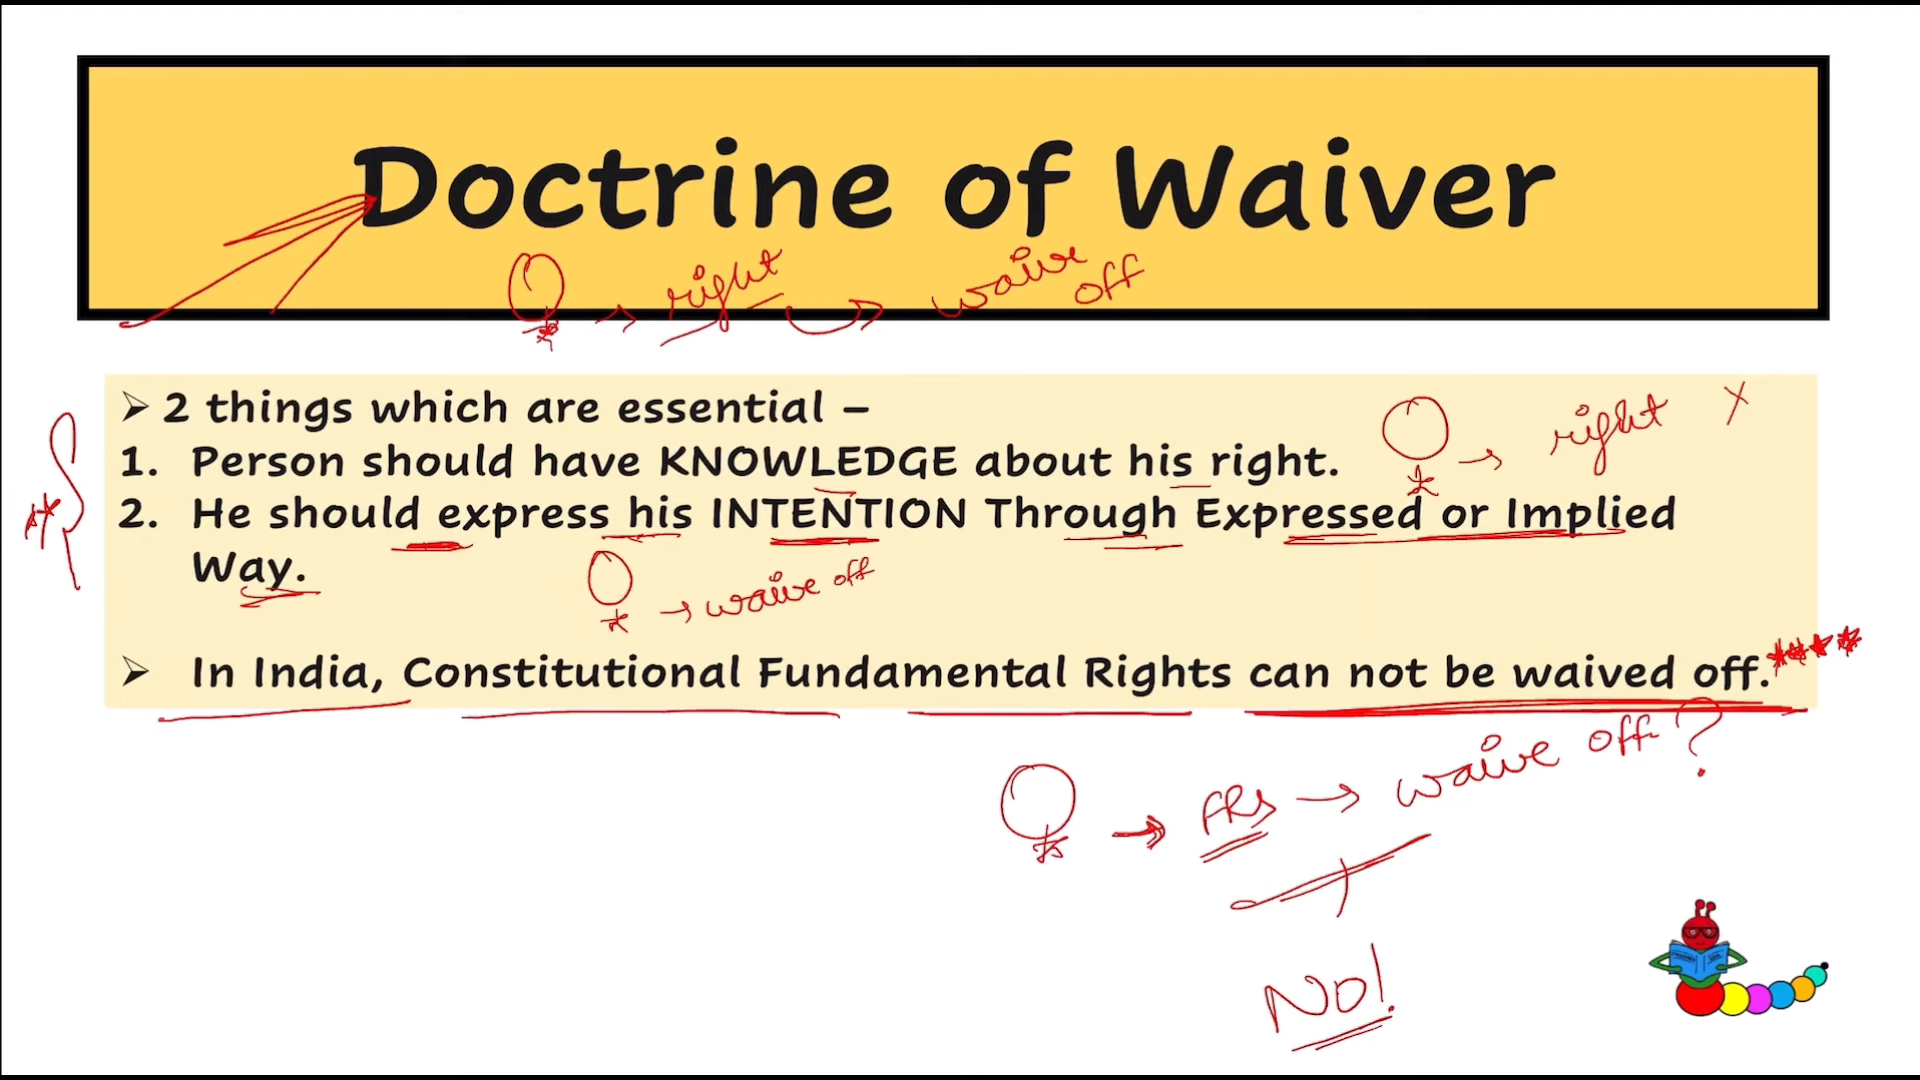 Doctrine of Waiver
→ right → waive off
➢ 2 things which are essential –
1. Person should have KNOWLEDGE about his right.
→ right X
2. He should express his INTENTION Through Expressed or Implied
Way.
→ waive off
➢ In India, Constitutional Fundamental Rights can not be waived off.
→ FRs → waive off ?
NO!